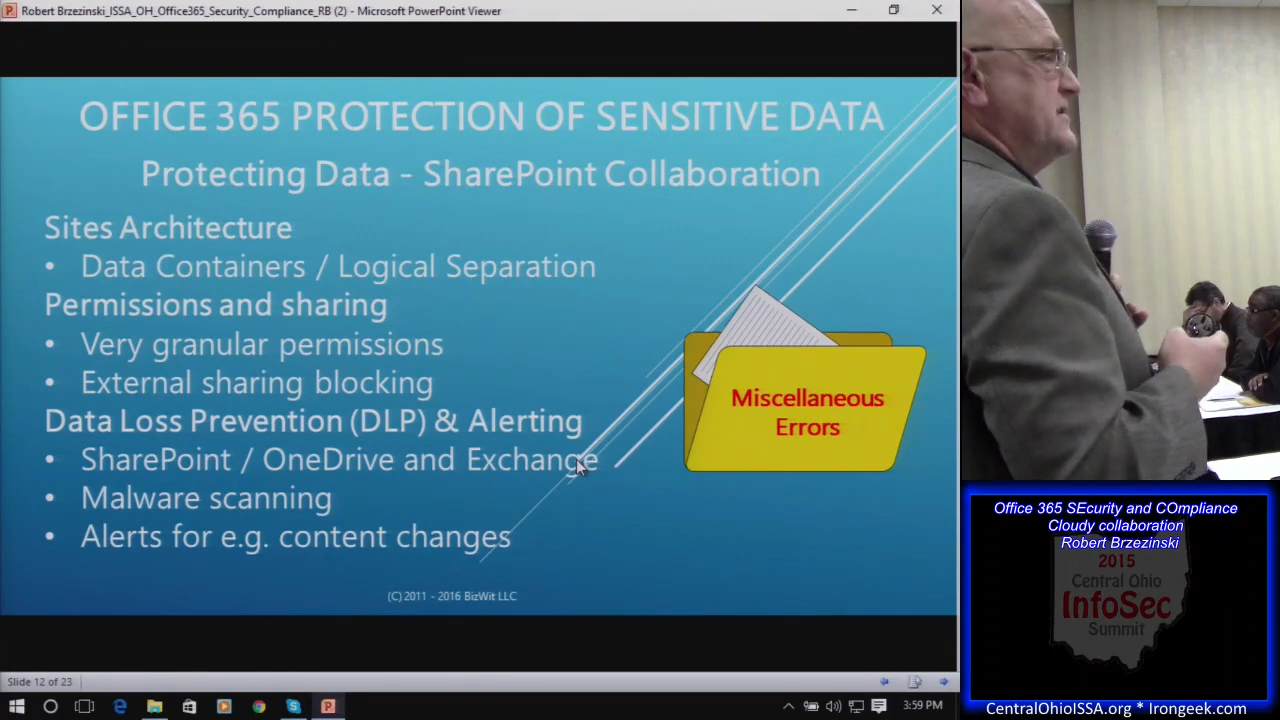 Robert Brzezinski_ISSA_OH_Office365_Security_Compliance_RB (2) - Microsoft PowerPoint Viewer
OFFICE 365 PROTECTION OF SENSITIVE DATA
Protecting Data - SharePoint Collaboration
Sites Architecture
• Data Containers / Logical Separation
Permissions and sharing
• Very granular permissions
• External sharing blocking
Data Loss Prevention (DLP) & Alerting
• SharePoint / OneDrive and Exchange
• Malware scanning
• Alerts for e.g. content changes
Miscellaneous
Errors
(C) 2011 - 2016 BizWit LLC
Slide 12 of 23
3:59 PM
Office 365 SEcurity and COmpliance
Cloudy collaboration
Robert Brzezinski
2015
Central Ohio
InfoSec
Summit
CentralOhioISSA.org * Irongeek.com